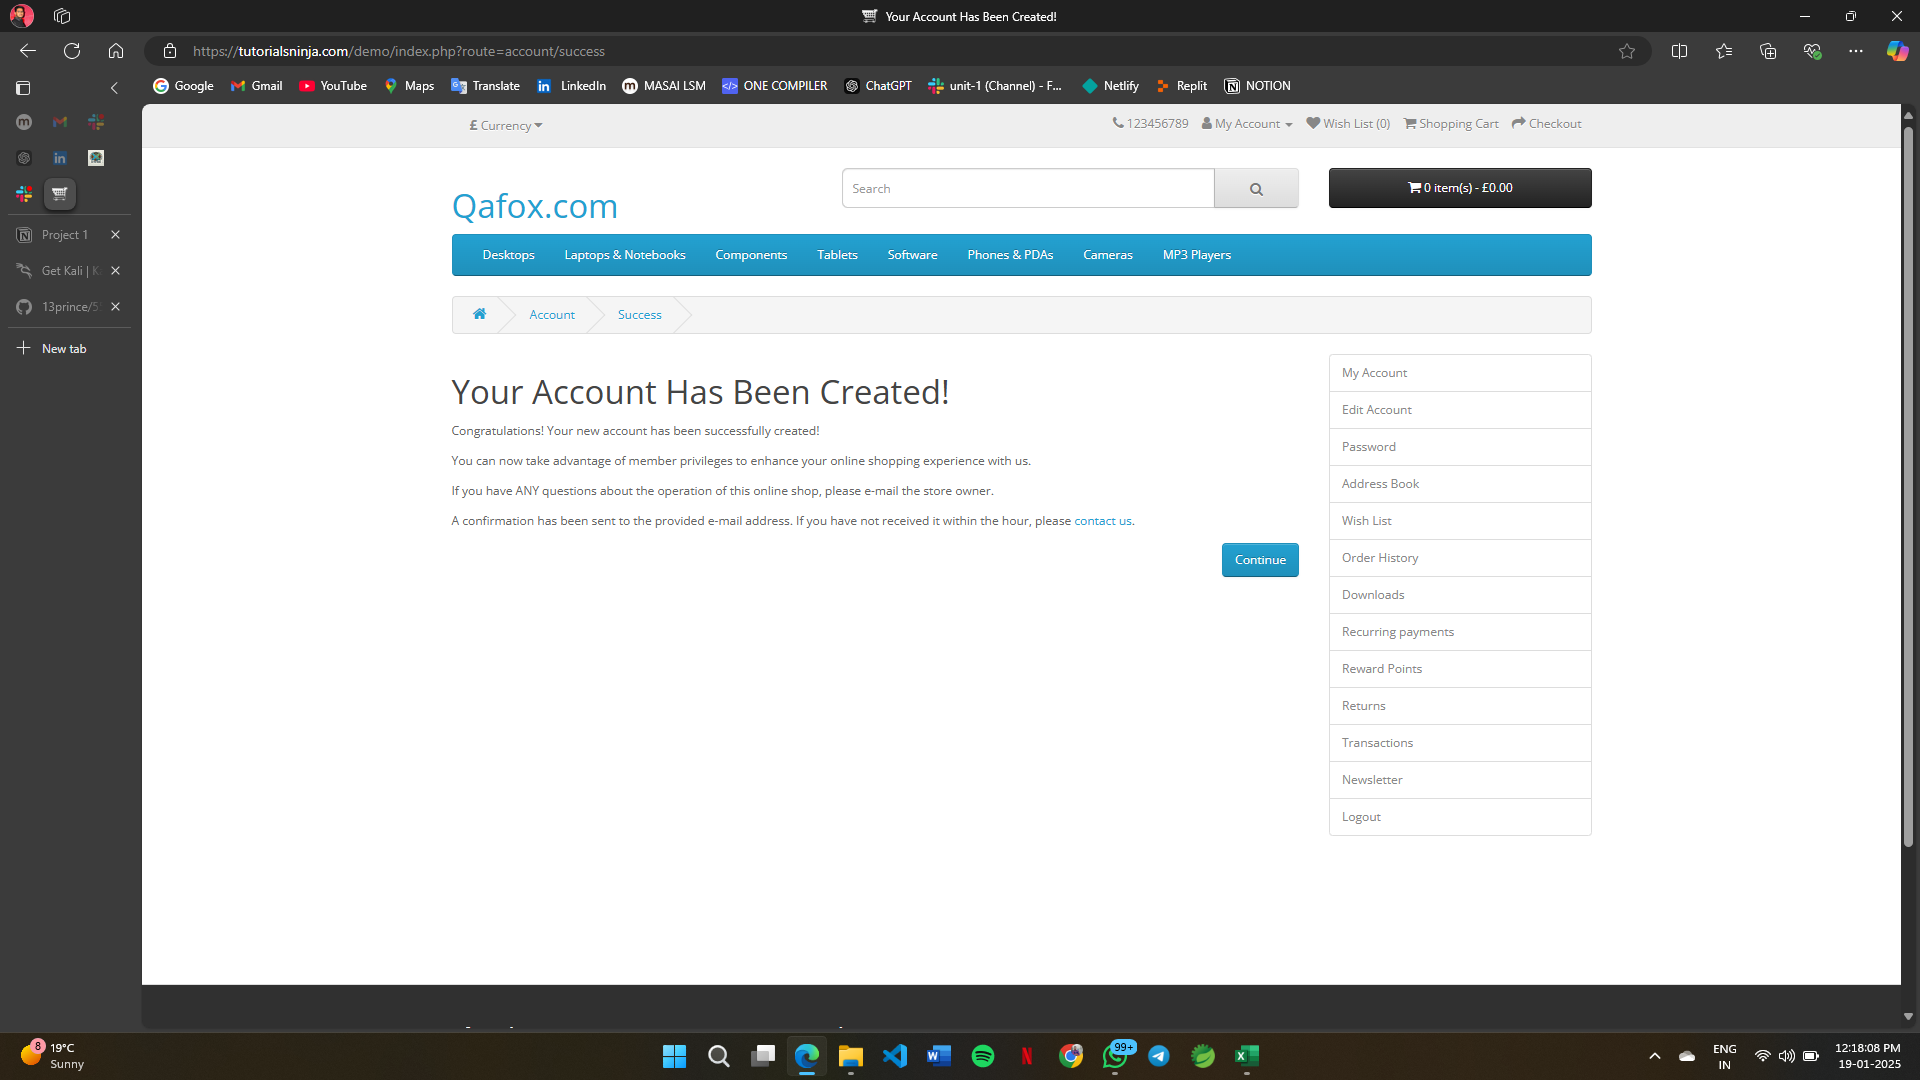 Your Account Has Been Created!
https://tutorialsninja.com/demo/index.php?route=account/success
Google
Gmail
YouTube
Maps
Translate
LinkedIn
MASAI LSM
ONE COMPILER
ChatGPT
unit-1 (Channel) - F...
Netlify
Replit
NOTION
Project 1
Get Kali | K
13prince/5
New tab
£ Currency
123456789
My Account
Wish List (0)
Shopping Cart
Checkout
Qafox.com
Search
0 item(s) - £0.00
Desktops
Laptops & Notebooks
Components
Tablets
Software
Phones & PDAs
Cameras
MP3 Players
Account
Success
Your Account Has Been Created!
Congratulations! Your new account has been successfully created!
You can now take advantage of member privileges to enhance your online shopping experience with us.
If you have ANY questions about the operation of this online shop, please e-mail the store owner.
A confirmation has been sent to the provided e-mail address. If you have not received it within the hour, please contact us.
Continue
My Account
Edit Account
Password
Address Book
Wish List
Order History
Downloads
Recurring payments
Reward Points
Returns
Transactions
Newsletter
Logout
8
19°C
Sunny
99+
ENG
IN
12:18:08 PM
19-01-2025